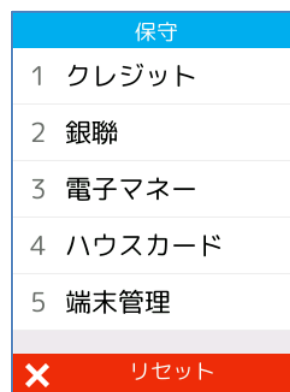 保守
1 クレジット
2 銀聯
3 電子マネー
4 ハウスカード
5 端末管理
リセット